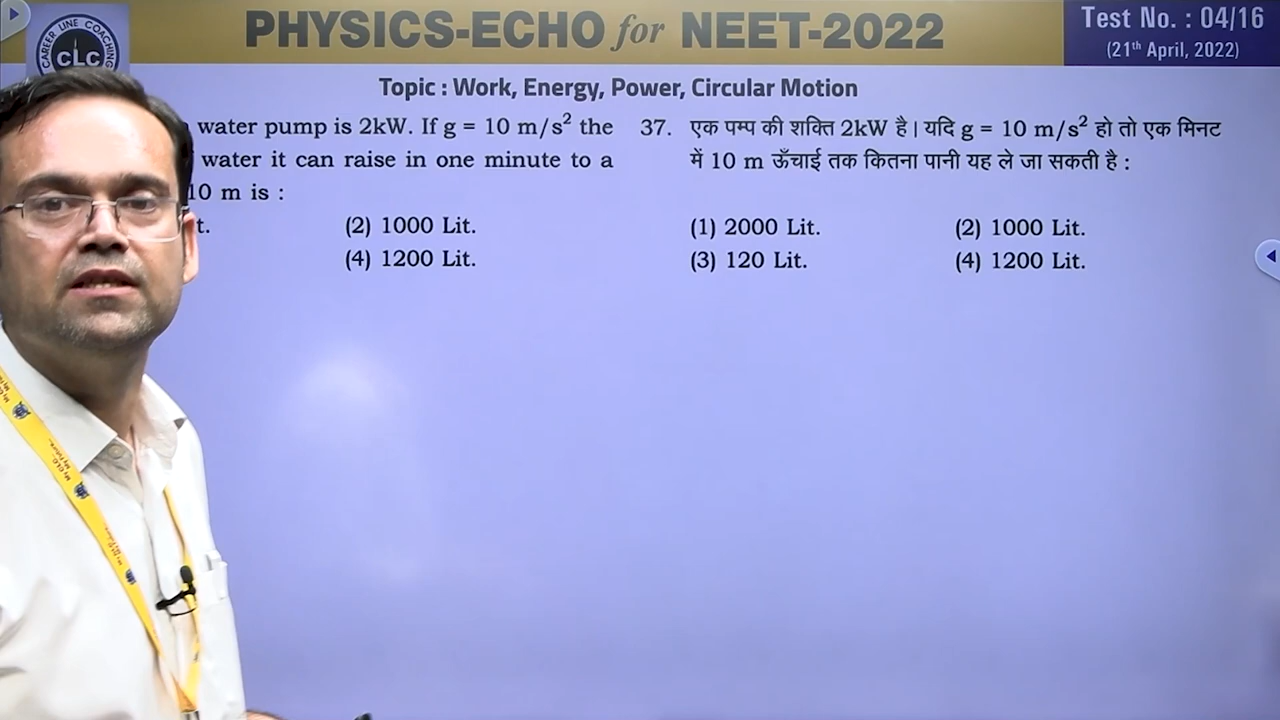 PHYSICS-ECHO for NEET-2022
Test No. : 04/16
(21th April, 2022)
CAREER LINE COACHING
CLC
Topic : Work, Energy, Power, Circular Motion
water pump is 2kW. If g = 10 m/s² the
water it can raise in one minute to a
10 m is :
t.
(2) 1000 Lit.
(4) 1200 Lit.
37. एक पम्प की शक्ति 2kW है। यदि g = 10 m/s² हो तो एक मिनट
में 10 m ऊँचाई तक कितना पानी यह ले जा सकती है :
(1) 2000 Lit. (2) 1000 Lit.
(3) 120 Lit. (4) 1200 Lit.